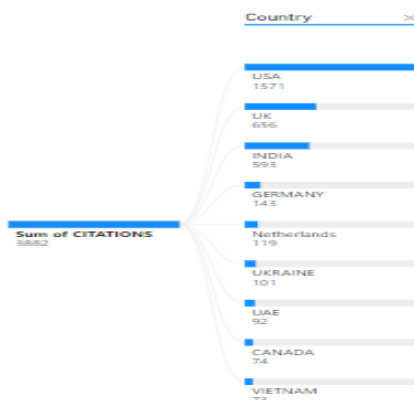 Country ×
USA
1571
UK
656
INDIA
593
GERMANY
143
Sum of CITATIONS
3882
Netherlands
119
UKRAINE
101
UAE
92
CANADA
74
VIETNAM
73